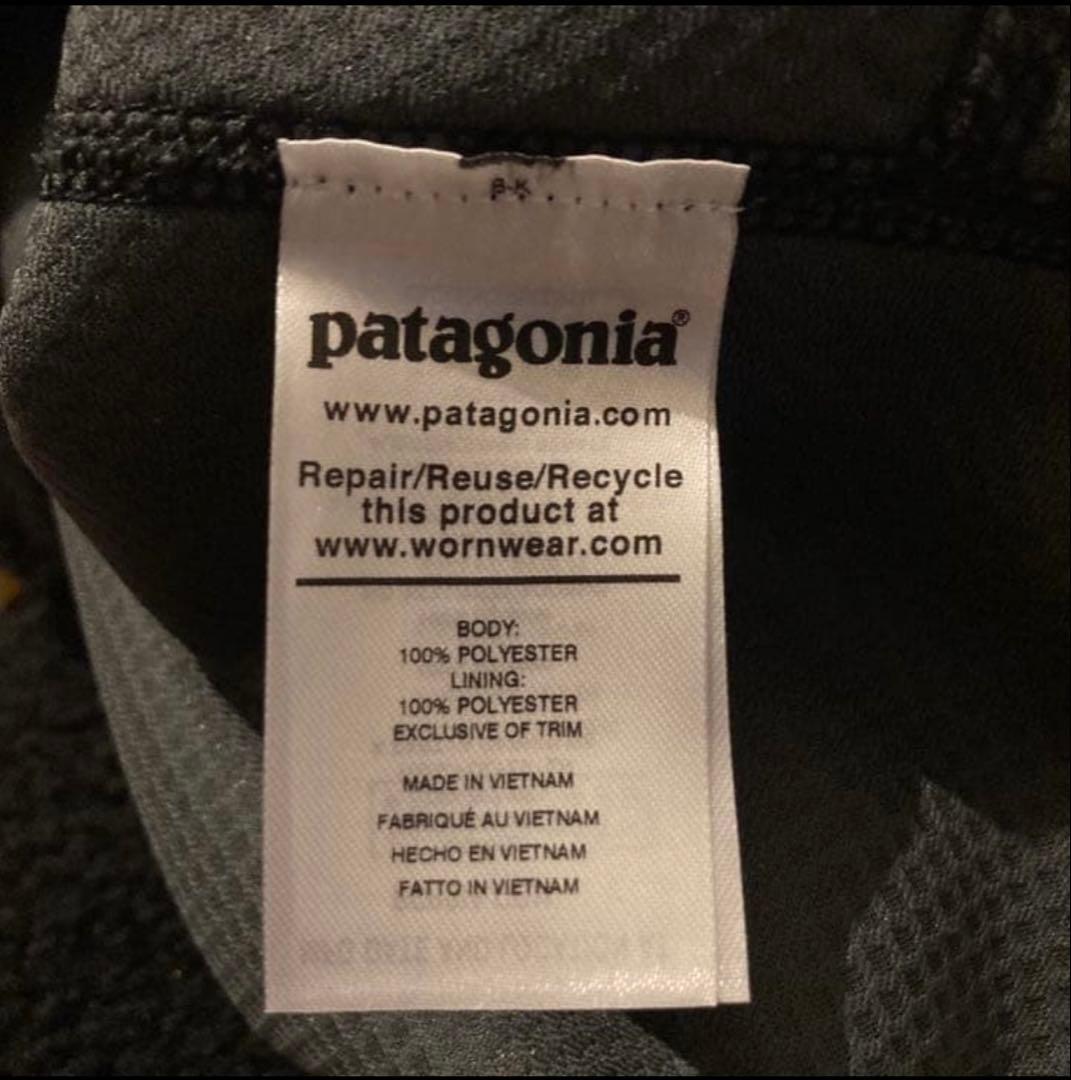 patagonia®
www.patagonia.com
Repair/Reuse/Recycle
this product at
www.wornwear.com
BODY:
100% POLYESTER
LINING:
100% POLYESTER
EXCLUSIVE OF TRIM
MADE IN VIETNAM
FABRIQUÉ AU VIETNAM
HECHO EN VIETNAM
FATTO IN VIETNAM